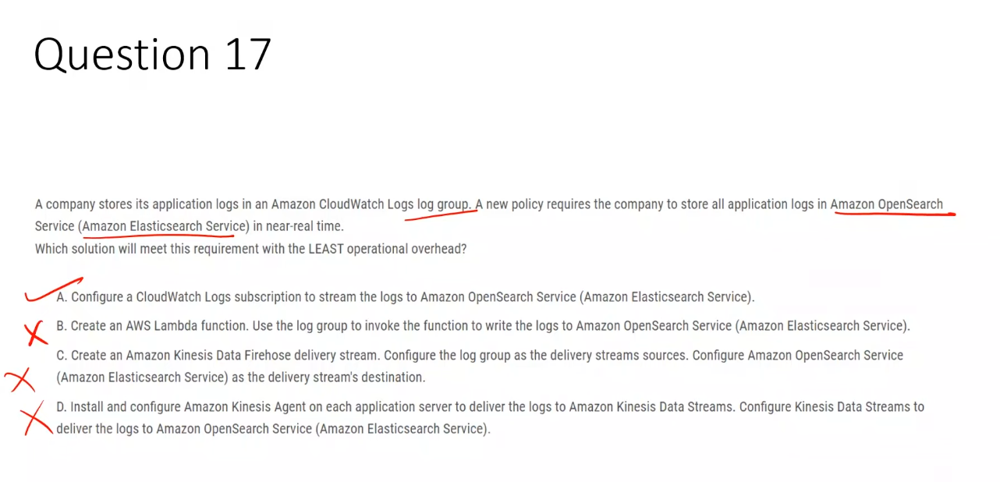 Question 17
A company stores its application logs in an Amazon CloudWatch Logs log group. A new policy requires the company to store all application logs in Amazon OpenSearch
Service (Amazon Elasticsearch Service) in near-real time.
Which solution will meet this requirement with the LEAST operational overhead?
A. Configure a CloudWatch Logs subscription to stream the logs to Amazon OpenSearch Service (Amazon Elasticsearch Service).
B. Create an AWS Lambda function. Use the log group to invoke the function to write the logs to Amazon OpenSearch Service (Amazon Elasticsearch Service).
C. Create an Amazon Kinesis Data Firehose delivery stream. Configure the log group as the delivery streams sources. Configure Amazon OpenSearch Service
(Amazon Elasticsearch Service) as the delivery stream's destination.
D. Install and configure Amazon Kinesis Agent on each application server to deliver the logs to Amazon Kinesis Data Streams. Configure Kinesis Data Streams to
deliver the logs to Amazon OpenSearch Service (Amazon Elasticsearch Service).